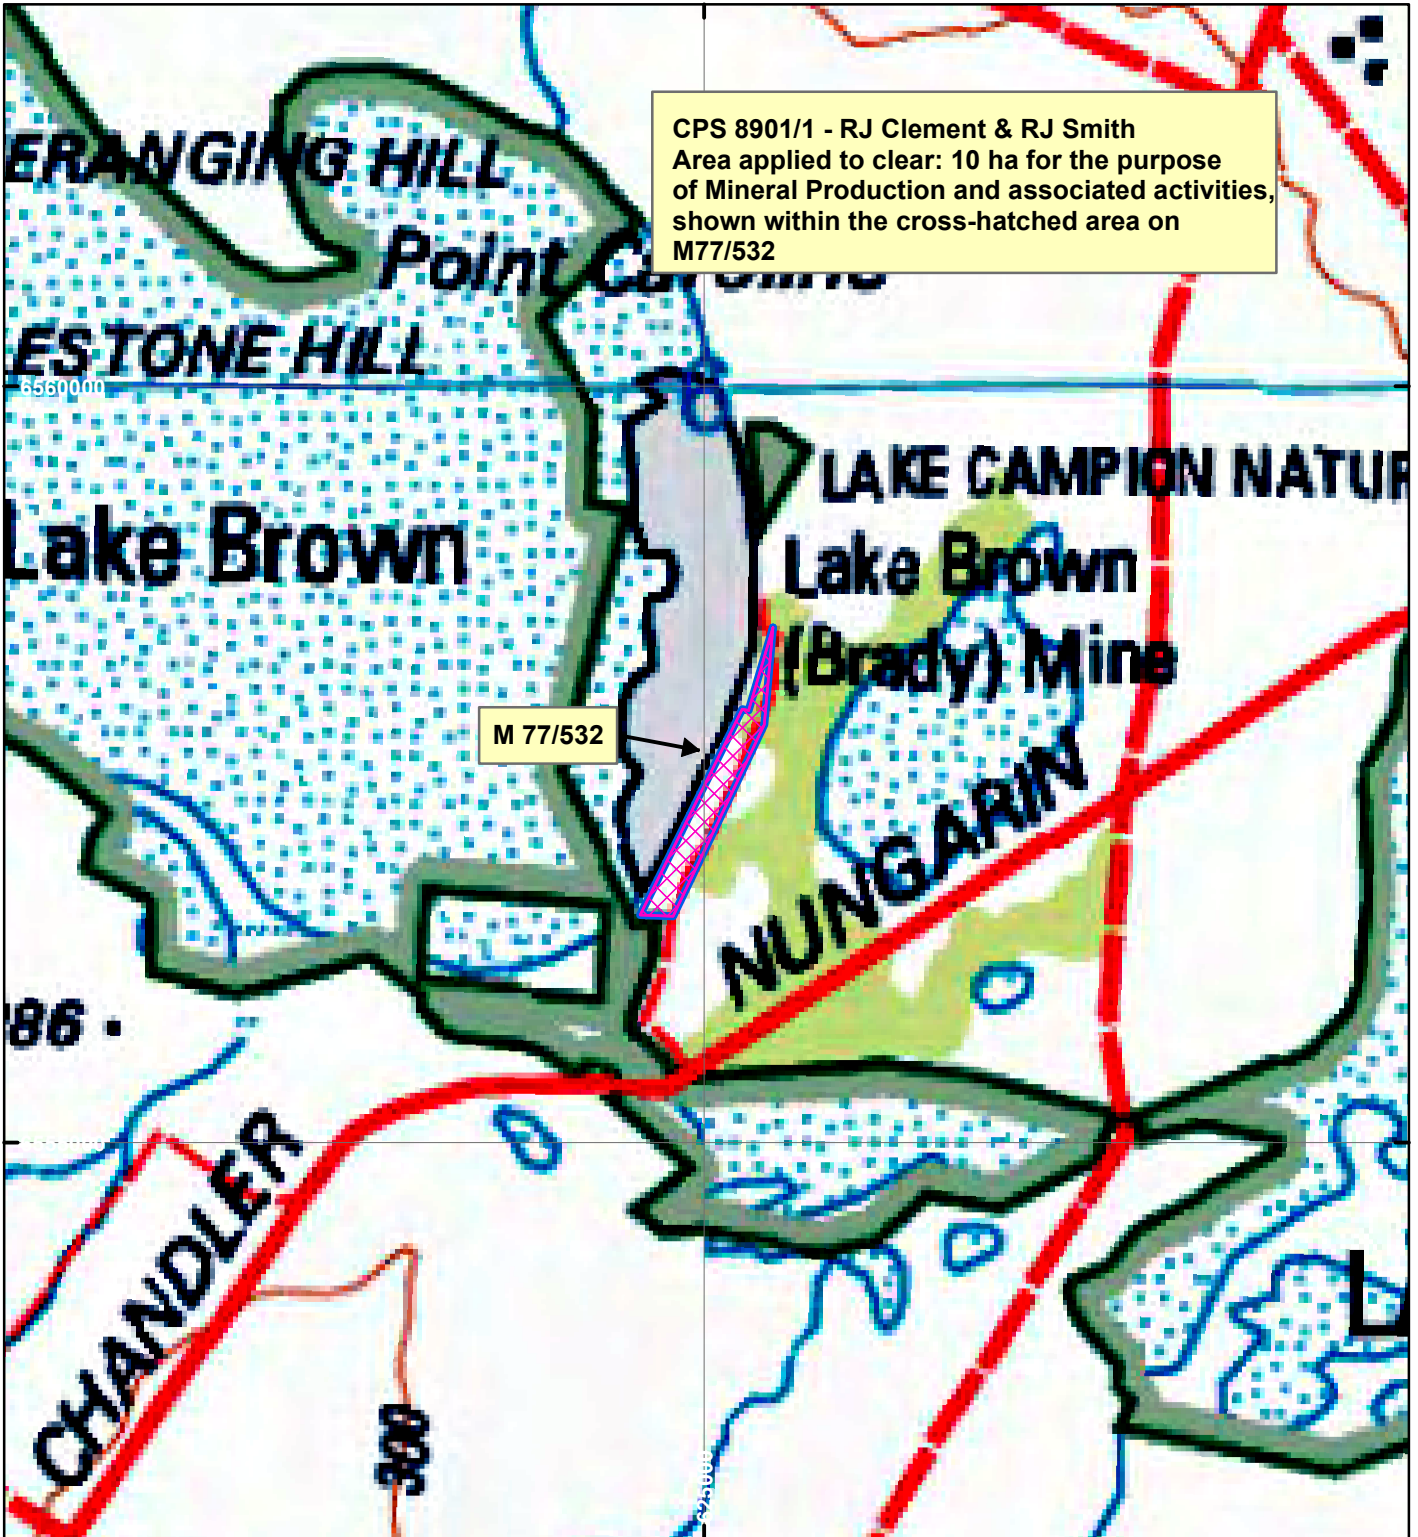 CPS 8901/1 - RJ Clement & RJ Smith
Area applied to clear: 10 ha for the purpose
of Mineral Production and associated activities,
shown within the cross-hatched area on
M77/532
ERANGING HILL
Point
ESTONE HILL
6560000
LAKE CAMPION NATUR
Lake Brown
Lake Brown
(Brady) Mine
M 77/532
NUNGARIN
86
CHANDLER
300
625000
L